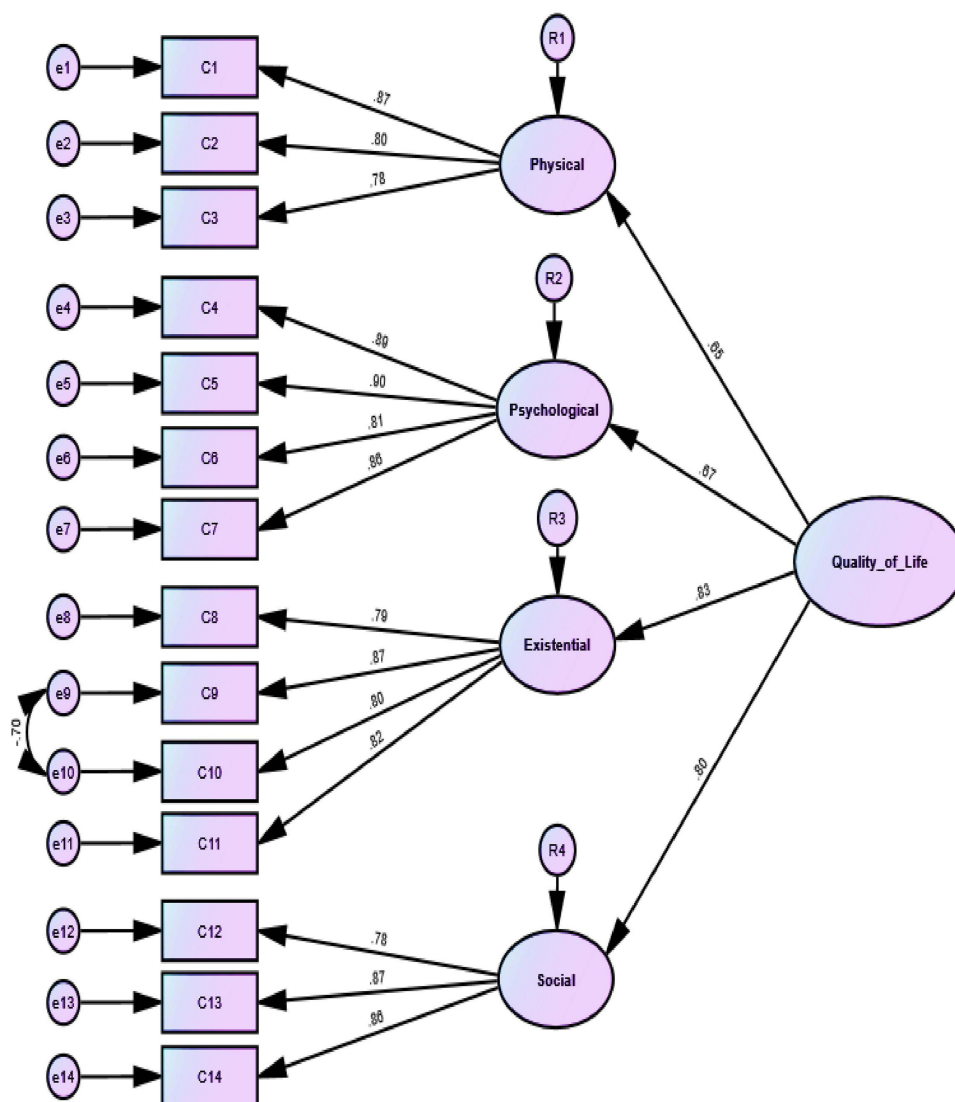 R1
e1
C1
.87
e2
C2
.80
Physical
e3
C3
.78
R2
e4
C4
.89
.65
e5
C5
.90
Psychological
e6
C6
.81
.67
e7
C7
.86
R3
Quality_of_Life
e8
C8
.79
.83
Existential
e9
C9
.87
-.70
.80
e10
C10
.82
.80
e11
C11
R4
e12
C12
.78
e13
C13
.87
Social
.86
e14
C14